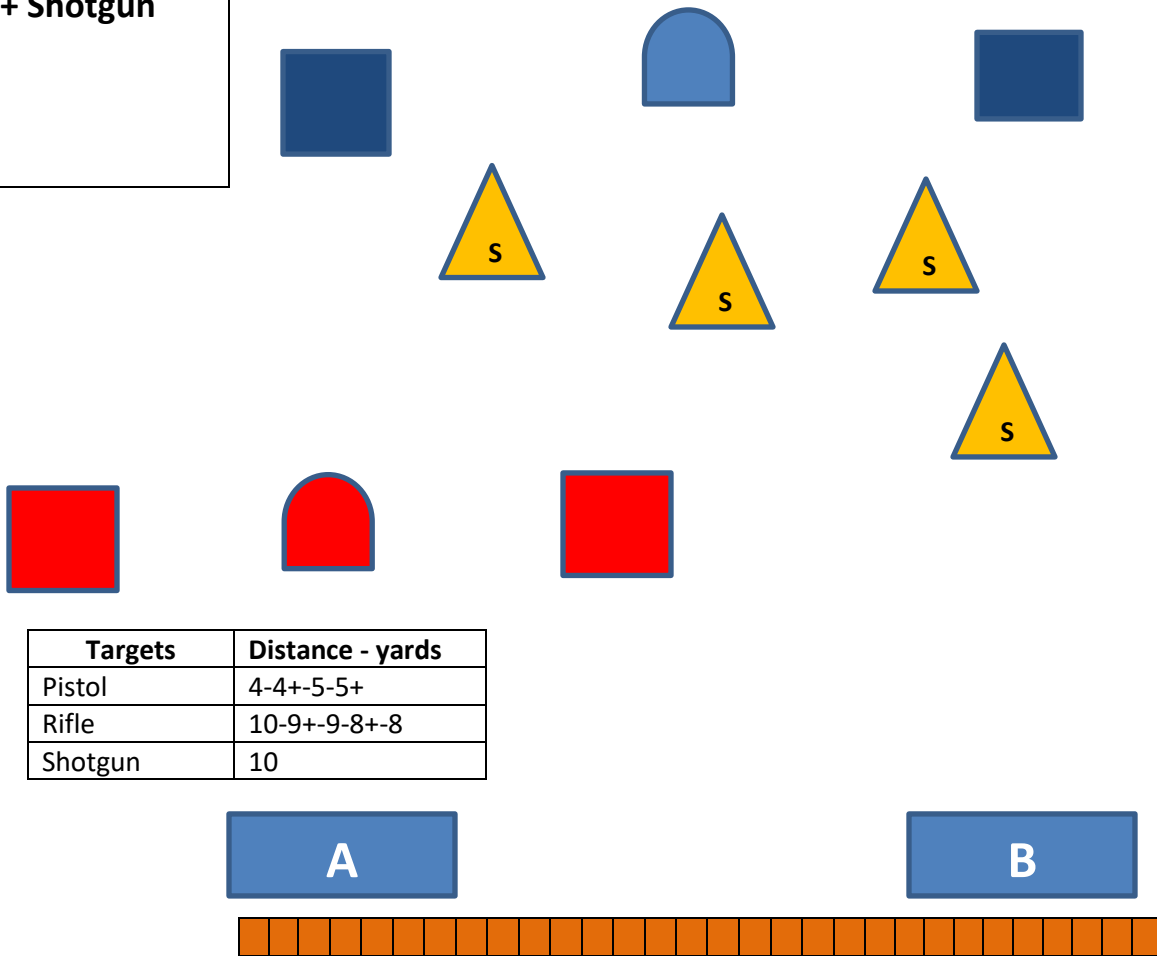 + Shotgun
S
S
S
S
Targets Distance - yards
Pistol 4-4+-5-5+
Rifle 10-9+-9-8+-8
Shotgun 10
A B